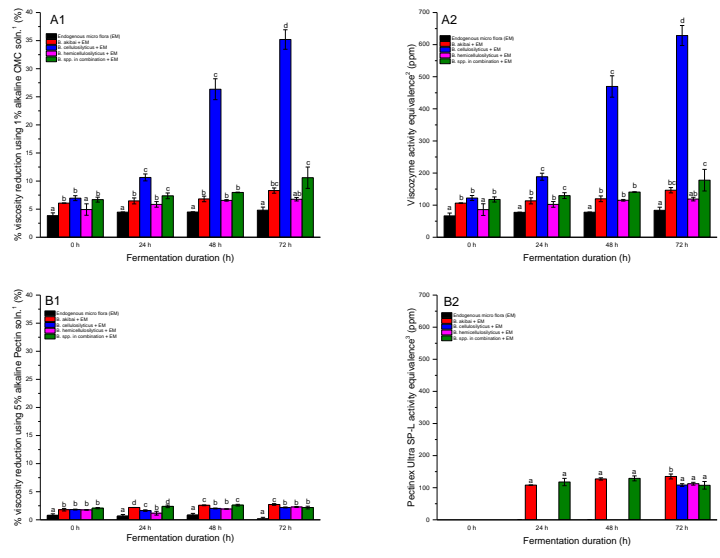 A1
Endogenous micro flora (EM)
B. akibai + EM
B. cellulosilyticus + EM
B. hemicellulosilyticus + EM
B. spp. in combination + EM
% viscosity reduction using 1% alkaline CMC soln.¹ (%)
40
35
30
25
20
15
10
5
0
a b b a b
a b c b c
a b c b b
a bc d ab c
0 h 24 h 48 h 72 h
Fermentation duration (h)
A2
Endogenous micro flora (EM)
B. akibai + EM
B. cellulosilyticus + EM
B. hemicellulosilyticus + EM
B. spp. in combination + EM
Viscozyme activity equivalence² (ppm)
700
600
500
400
300
200
100
0
a b b a b
a b c b c
a b c b b
a bc d ab c
0 h 24 h 48 h 72 h
Fermentation duration (h)
B1
Endogenous micro flora (EM)
B. akibai + EM
B. cellulosilyticus + EM
B. hemicellulosilyticus + EM
B. spp. in combination + EM
% viscosity reduction using 5% alkaline Pectin soln.¹ (%)
40
35
30
25
20
15
10
5
0
a b b b b
a d c b d
a c b b c
a c b b b
0 h 24 h 48 h 72 h
Fermentation duration (h)
B2
Endogenous micro flora (EM)
B. akibai + EM
B. cellulosilyticus + EM
B. hemicellulosilyticus + EM
B. spp. in combination + EM
Pectinex Ultra SP-L activity equivalence³ (ppm)
700
600
500
400
300
200
100
0
a a
a a
b a a a
0 h 24 h 48 h 72 h
Fermentation duration (h)